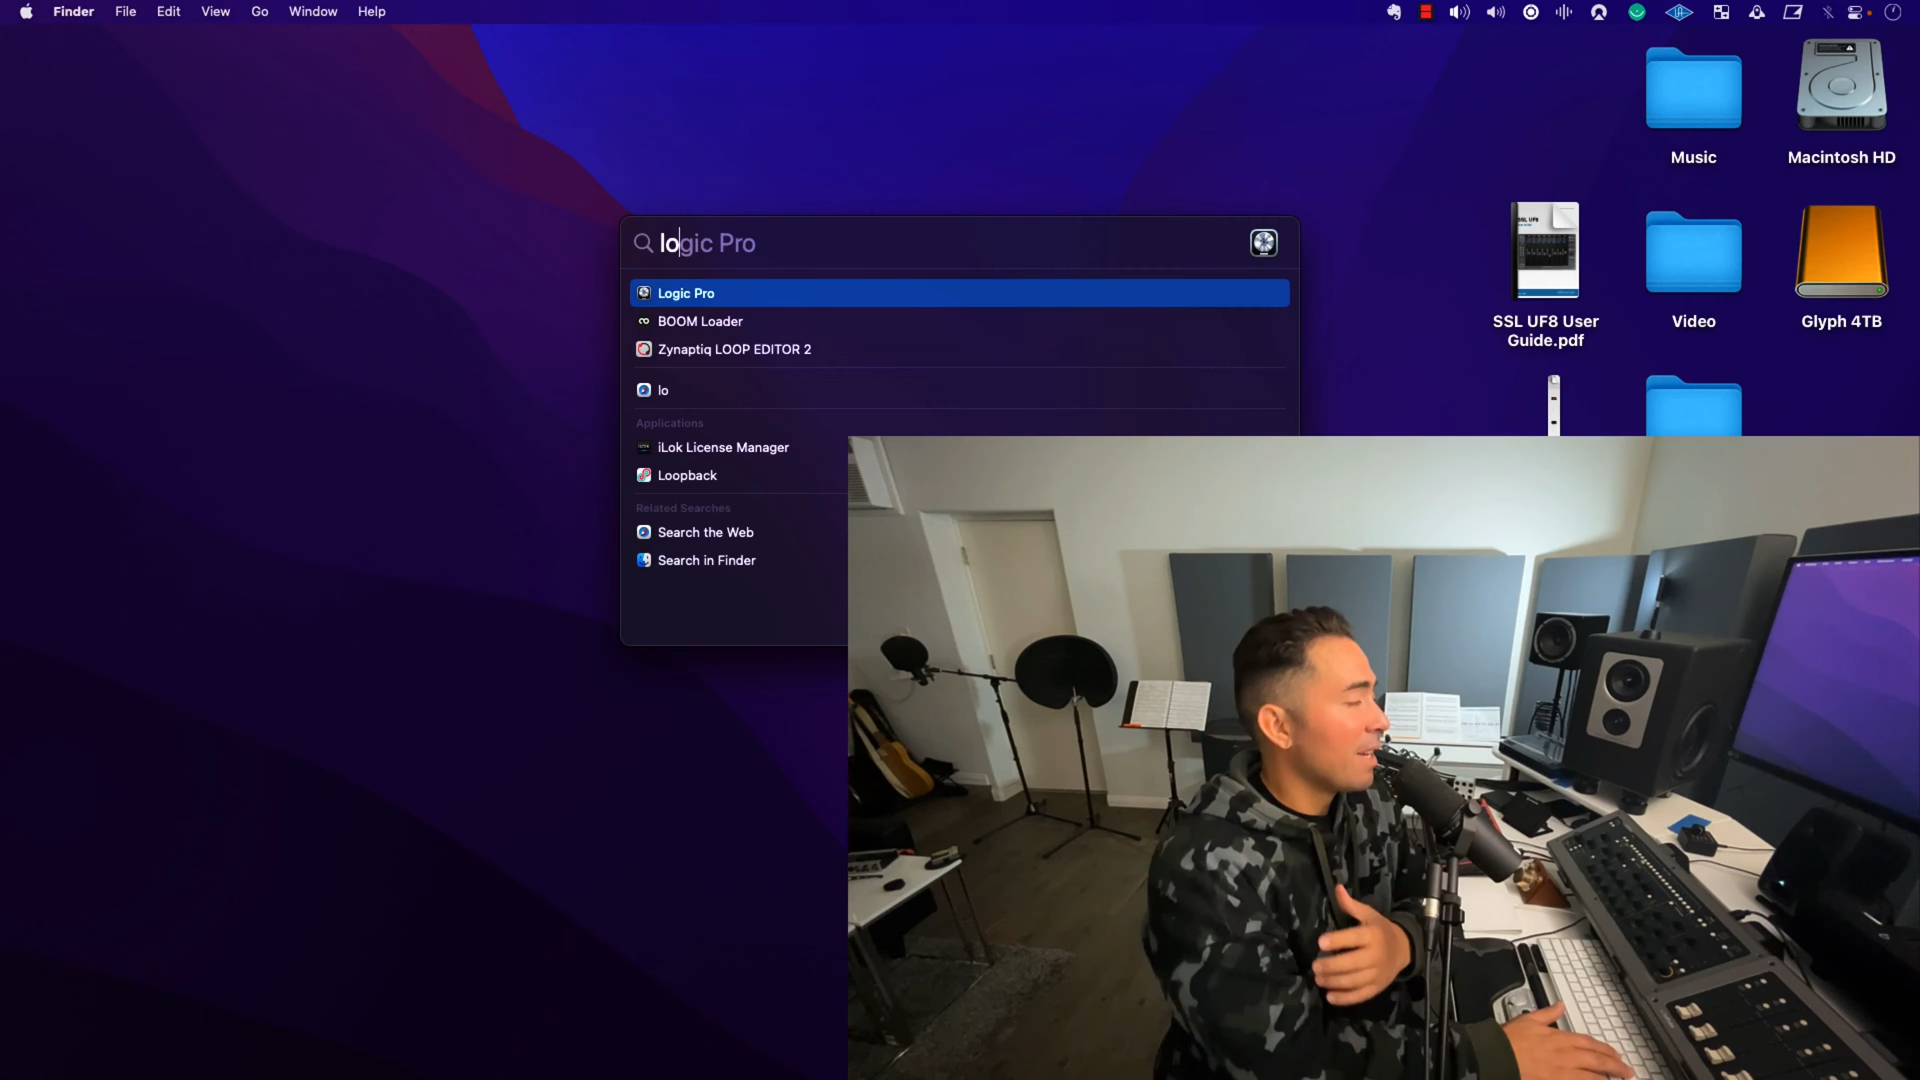 Finder File Edit View Go Window Help
Music
Macintosh HD
SSL UF8 User
Guide.pdf
Video
Glyph 4TB
logic Pro
Logic Pro
BOOM Loader
Zynaptiq LOOP EDITOR 2
lo
Applications
iLok License Manager
Loopback
Related Searches
Search the Web
Search in Finder